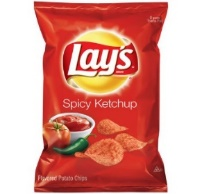 Lay's
Spicy Ketchup
Flavored Potato Chips